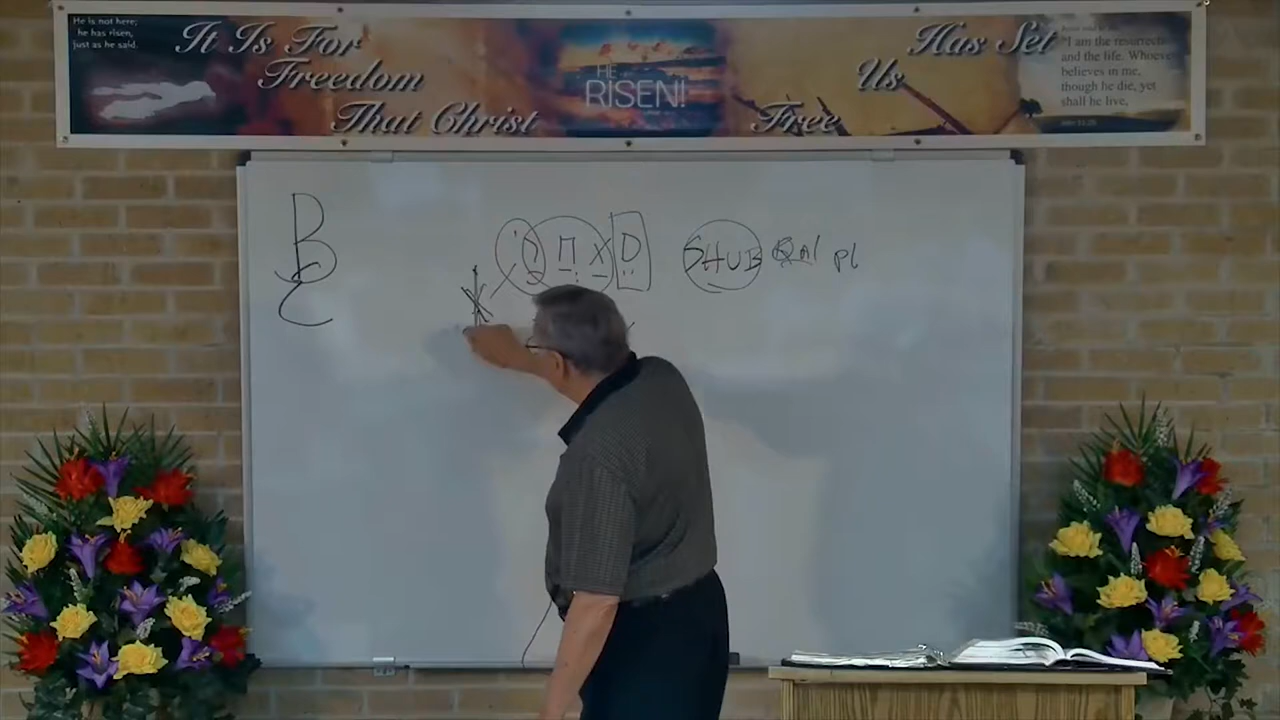 He is not here;
he has risen,
just as he said.
It Is For
Freedom
That Christ
HE
RISEN!
Has Set
Us
Free
"I am the resurrection
and the life. Whoever
believes in me,
though he die, yet
shall he live,
B
SHUB Qal pl